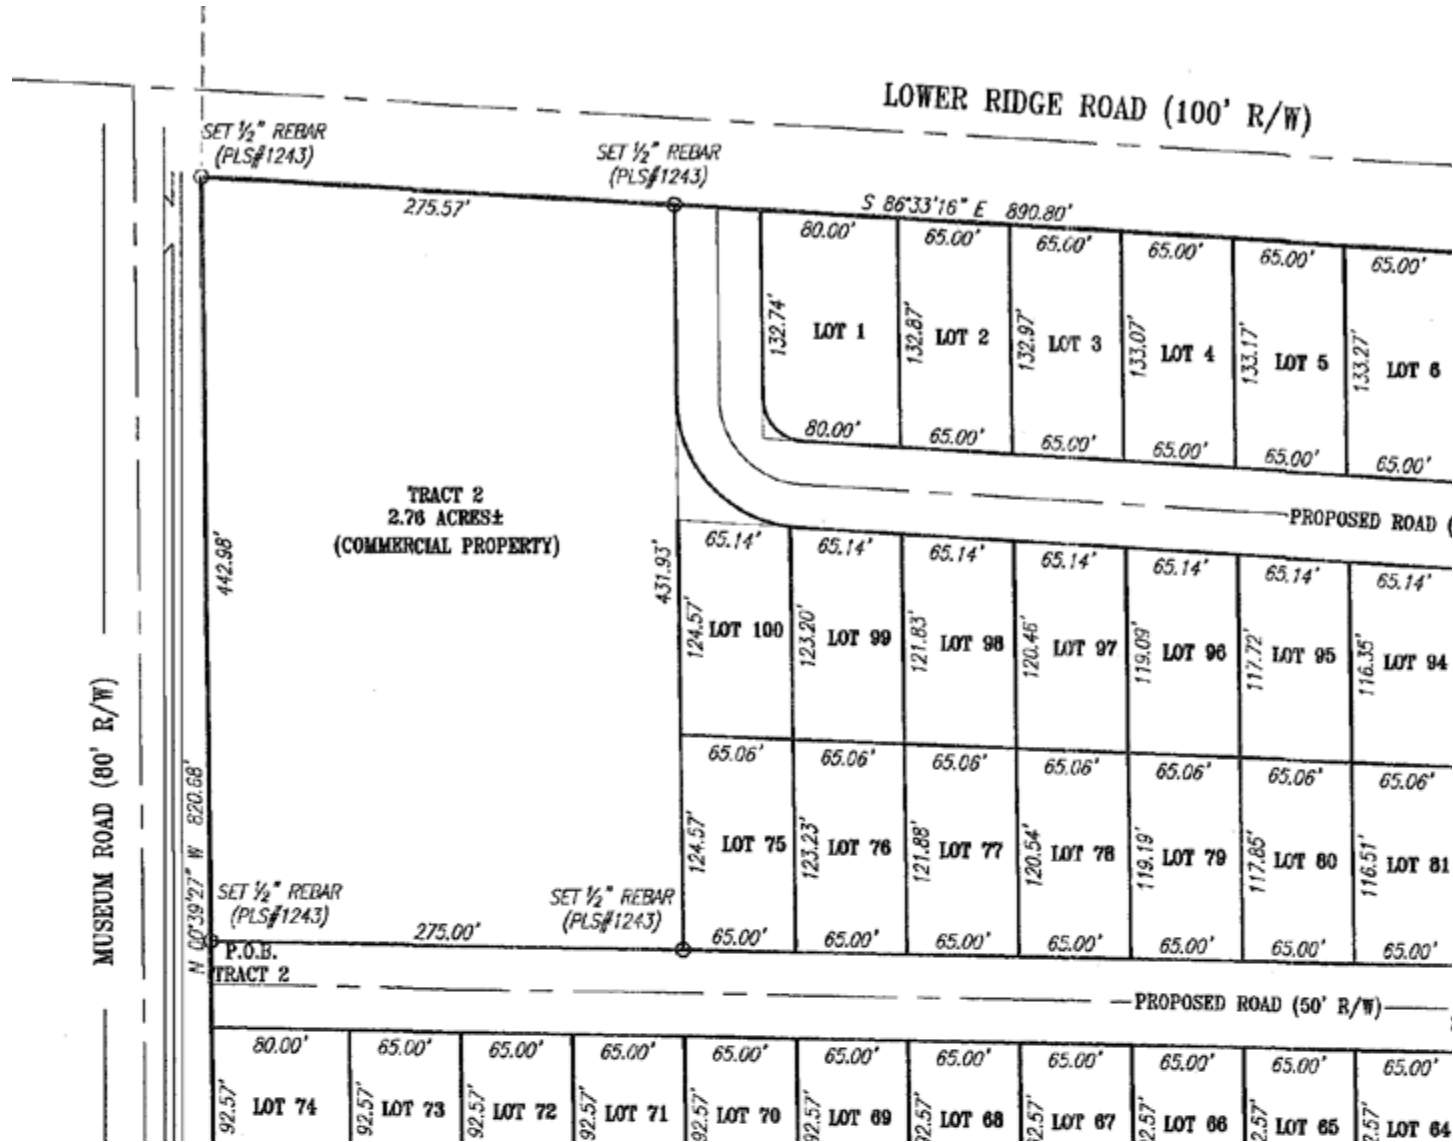 LOWER RIDGE ROAD (100' R/W)
SET ½" REBAR
(PLS#1243)
SET ½" REBAR
(PLS#1243)
275.57'
S 86°33'16" E 890.80'
80.00'
65.00'
65.00'
65.00'
65.00'
65.00'
132.74'
LOT 1
132.87'
LOT 2
132.97'
LOT 3
133.07'
LOT 4
133.17'
LOT 5
133.27'
LOT 6
80.00'
65.00'
65.00'
65.00'
65.00'
65.00'
TRACT 2
2.76 ACRES±
(COMMERCIAL PROPERTY)
PROPOSED ROAD (
442.98'
431.93'
65.14'
65.14'
65.14'
65.14'
65.14'
65.14'
65.14'
124.57'
LOT 100
123.20'
LOT 99
121.83'
LOT 98
120.46'
LOT 97
119.09'
LOT 96
117.72'
LOT 95
116.35'
LOT 94
MUSEUM ROAD (80' R/W)
N 00°39'27" W 820.68'
65.06'
65.06'
65.06'
65.06'
65.06'
65.06'
65.06'
124.57'
LOT 75
123.23'
LOT 76
121.88'
LOT 77
120.54'
LOT 78
119.19'
LOT 79
117.85'
LOT 80
116.51'
LOT 81
SET ½" REBAR
(PLS#1243)
SET ½" REBAR
(PLS#1243)
275.00'
65.00'
65.00'
65.00'
65.00'
65.00'
65.00'
65.00'
P.O.B.
TRACT 2
PROPOSED ROAD (50' R/W)
80.00'
65.00'
65.00'
65.00'
65.00'
65.00'
65.00'
65.00'
65.00'
65.00'
65.00'
92.57'
LOT 74
92.57'
LOT 73
92.57'
LOT 72
92.57'
LOT 71
92.57'
LOT 70
92.57'
LOT 69
92.57'
LOT 68
92.57'
LOT 67
92.57'
LOT 66
2.57'
LOT 65
.57'
LOT 64